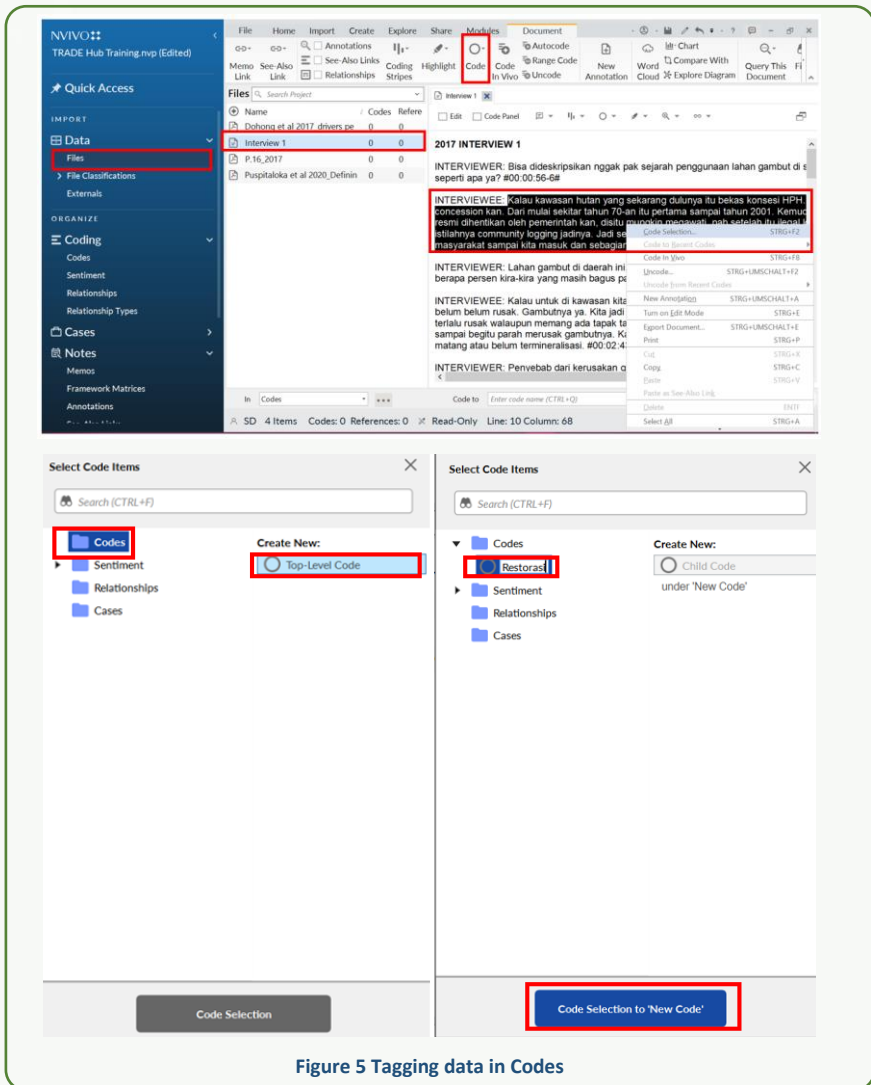 NVIVO
TRADE Hub Training.nvp (Edited)
Quick Access
IMPORT
Data
Files
File Classifications
Externals
ORGANIZE
Coding
Codes
Sentiment
Relationships
Relationship Types
Cases
Notes
Memos
Framework Matrices
Annotations
File Home Import Create Explore Share Modules Document
Memo Link
See-Also Link
Annotations
See-Also Links
Relationships
Coding Stripes
Highlight
Code
Code In Vivo
Autocode
Range Code
Uncode
New Annotation
Word Cloud
Chart
Compare With
Explore Diagram
Query This Document
Fi
Files Search Project
Name Codes Refere
Dohong et al 2017_drivers pe 0 0
Interview 1 0 0
P.16_2017 0 0
Puspitaloka et al 2020_Definin 0 0
Interview 1
Edit Code Panel
2017 INTERVIEW 1
INTERVIEWER: Bisa dideskripsikan nggak pak sejarah penggunaan lahan gambut di s
seperti apa ya? #00:00:56-6#
INTERVIEWEE: Kalau kawasan hutan yang sekarang dulunya itu bekas konsesi HPH.
concession kan. Dari mulai sekitar tahun 70-an itu pertama sampai tahun 2001. Kemud
resmi dihentikan oleh pemerintah kan, disitu mungkin megawati, nah setelah itu ilegal
istilahnya community logging jadinya. Jadi se
masyarakat sampai kita masuk dan sebagian
INTERVIEWER: Lahan gambut di daerah ini
berapa persen kira-kira yang masih bagus pa
INTERVIEWEE: Kalau untuk di kawasan kita
belum belum rusak. Gambutnya ya. Kita jadi
terlalu rusak walaupun memang ada tapak ta
sampai begitu parah merusak gambutnya. K
matang atau belum termineralisasi. #00:02:4
INTERVIEWER: Penyebab dari kerusakan g
Code Selection... STRG+F2
Code to Recent Codes
Code In Vivo STRG+F8
Uncode... STRG+UMSCHALT+F2
Uncode from Recent Codes
New Annotation STRG+UMSCHALT+A
Turn on Edit Mode STRG+E
Export Document... STRG+UMSCHALT+E
Print STRG+P
Cut STRG+X
Copy STRG+C
Paste STRG+V
Paste as See-Also Link
Delete ENTF
Select All STRG+A
In Codes
Code to Enter code name (CTRL+Q)
SD 4 Items Codes: 0 References: 0 Read-Only Line: 10 Column: 68
Select Code Items
Search (CTRL+F)
Codes
Sentiment
Relationships
Cases
Create New:
Top-Level Code
Code Selection
Select Code Items
Search (CTRL+F)
Codes
Restorasi
Sentiment
Relationships
Cases
Create New:
Child Code
under 'New Code'
Code Selection to 'New Code'
Figure 5 Tagging data in Codes